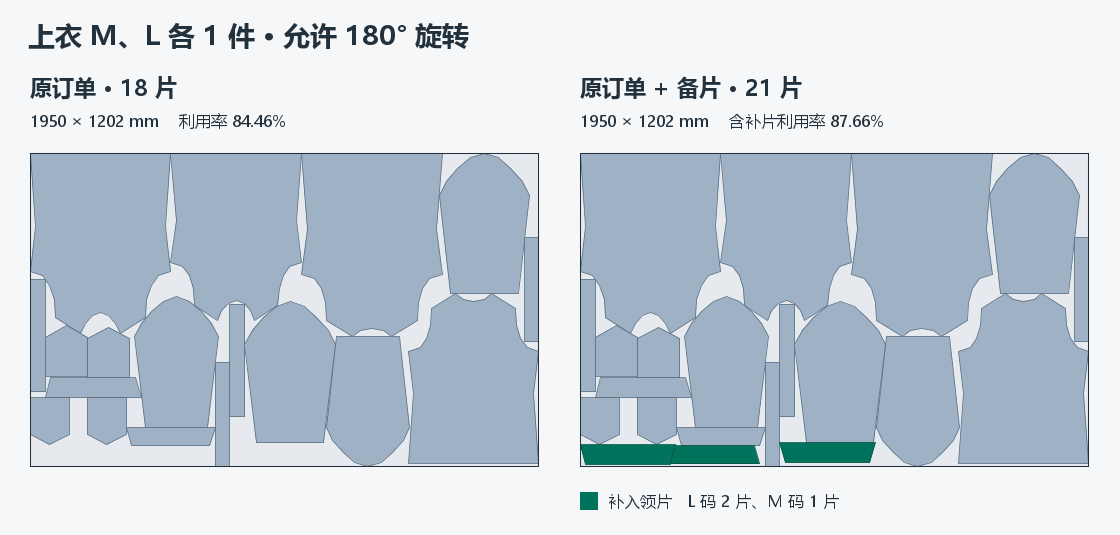 上衣 M、L 各 1 件 • 允许 180° 旋转
原订单 • 18 片
1950 × 1202 mm 利用率 84.46%
原订单 + 备片 • 21 片
1950 × 1202 mm 含补片利用率 87.66%
补入领片 L 码 2 片、M 码 1 片